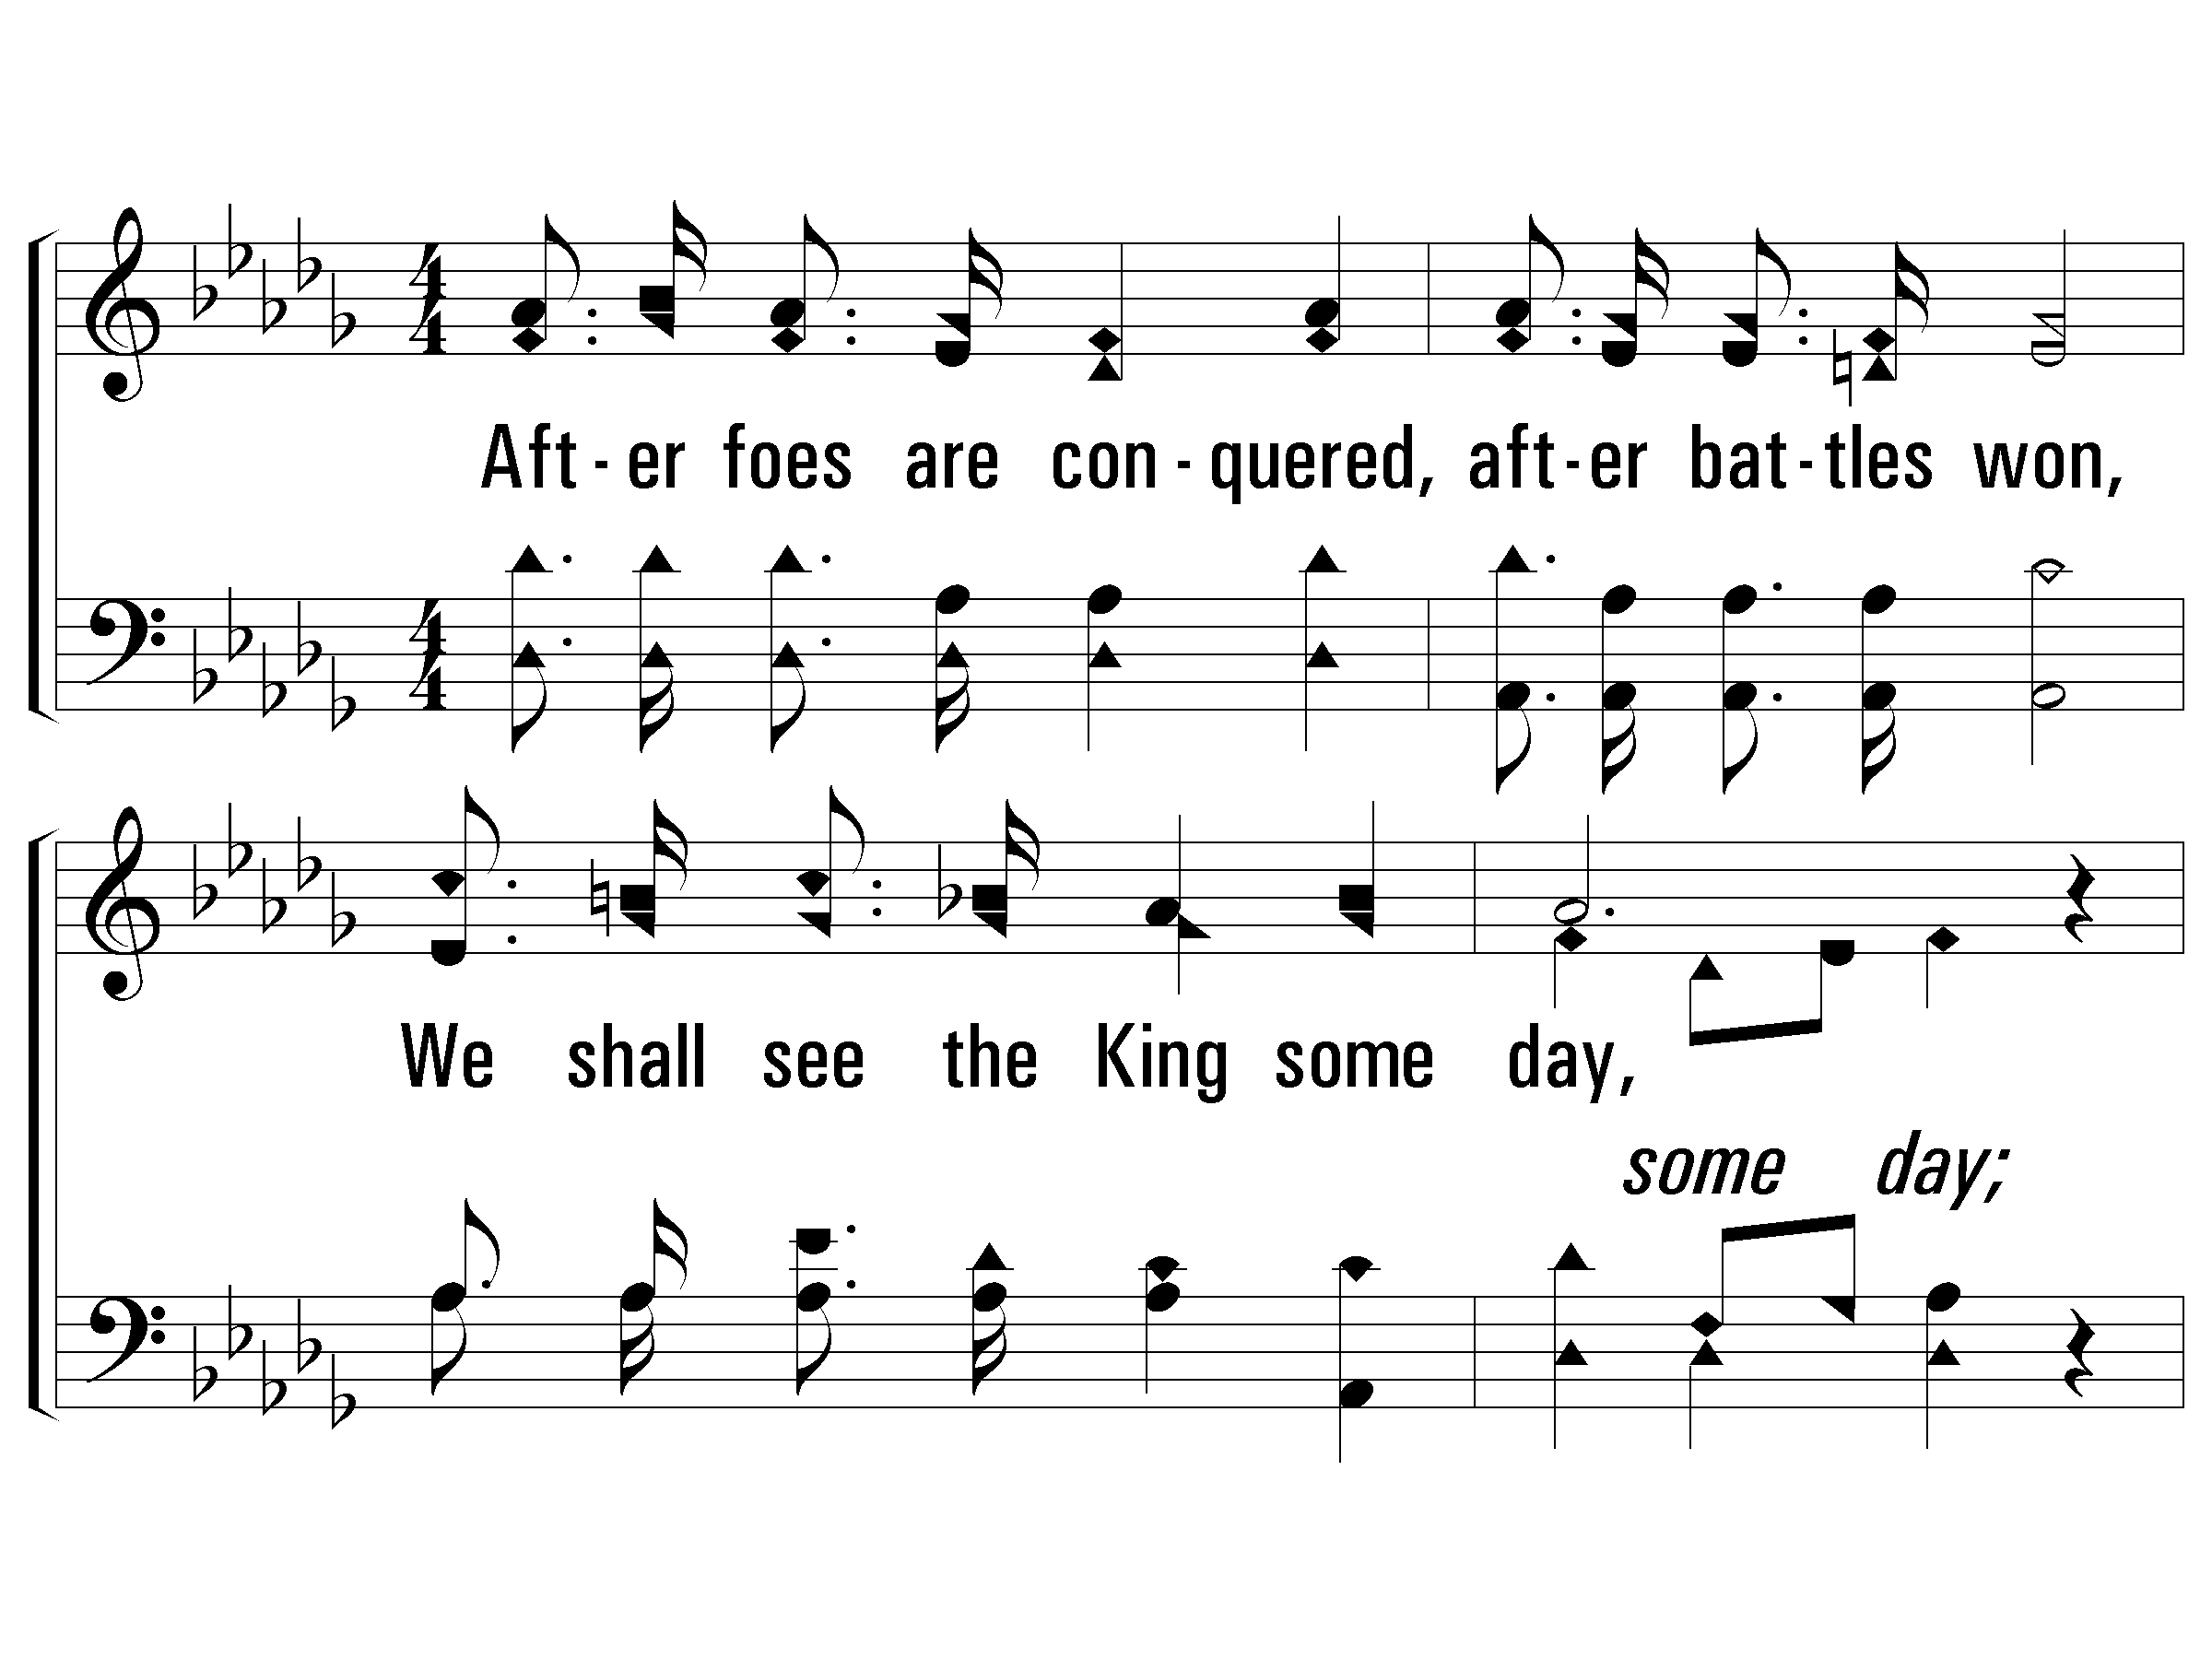 Aft-er foes are con-quered, aft-er bat-tles won,
We shall see the King some day,
some day;